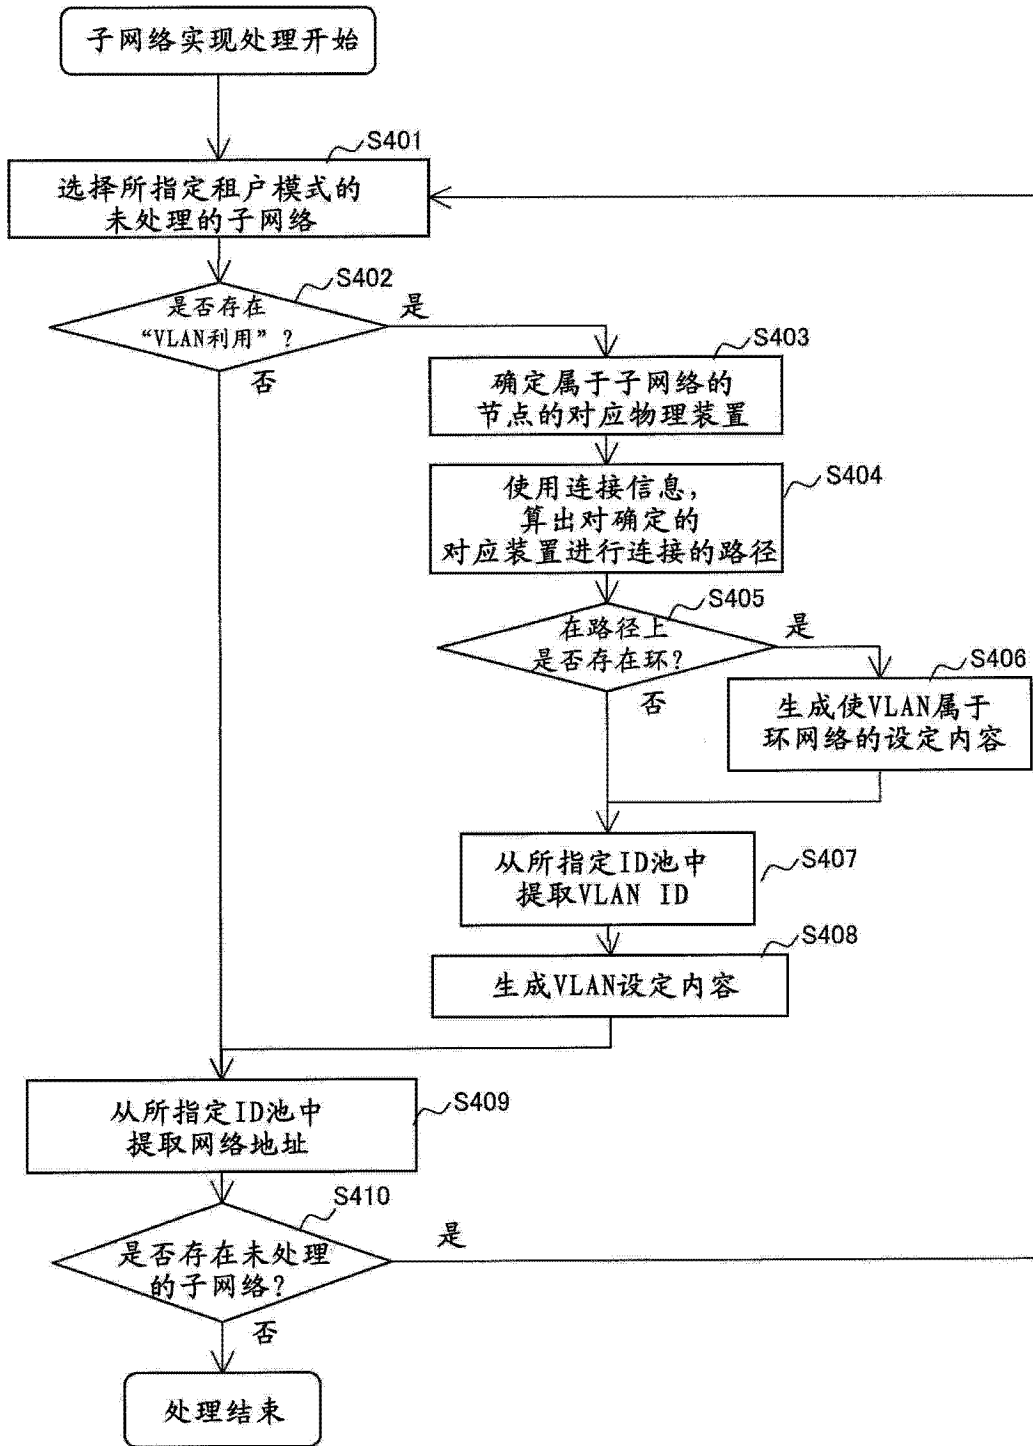 子网络实现处理开始
S401
选择所指定租户模式的
未处理的子网络
S402
是否存在
“VLAN利用”?
是
否
S403
确定属于子网络的
节点的对应物理装置
S404
使用连接信息，
算出对确定的
对应装置进行连接的路径
S405
在路径上
是否存在环?
是
否
S406
生成使VLAN属于
环网络的设定内容
S407
从所指定ID池中
提取VLAN ID
S408
生成VLAN设定内容
S409
从所指定ID池中
提取网络地址
S410
是否存在未处理
的子网络?
是
否
处理结束